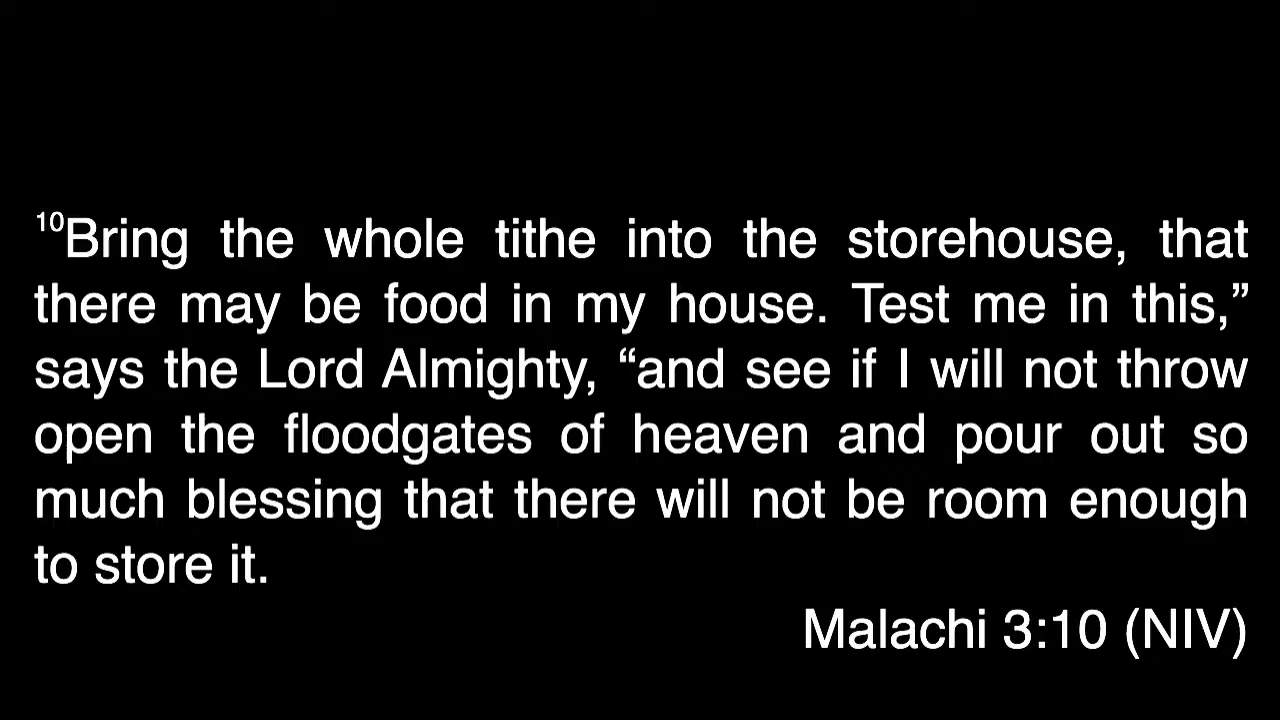 10Bring the whole tithe into the storehouse, that
there may be food in my house. Test me in this,”
says the Lord Almighty, “and see if I will not throw
open the floodgates of heaven and pour out so
much blessing that there will not be room enough
to store it.
Malachi 3:10 (NIV)